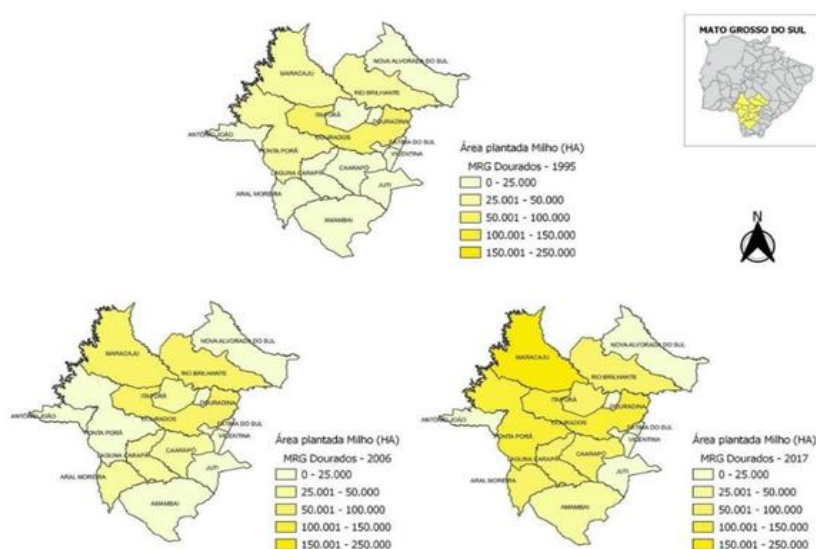 MATO GROSSO DO SUL
NOVA ALVORADA DO SUL
MARACAJU
RIO BRILHANTE
ITAPORÃ
DOURADINA
ANTÔNIO JOÃO
DOURADOS
FÁTIMA DO SUL
VICENTINA
PONTA PORÃ
LAGUNA CARAPÃ
CAARAPÓ
JUTI
ARAL MOREIRA
AMAMBAI
Área plantada Milho (HA)
MRG Dourados - 1995
0 - 25.000
25.001 - 50.000
50.001 - 100.000
100.001 - 150.000
150.001 - 250.000
N
NOVA ALVORADA DO SUL
MARACAJU
RIO BRILHANTE
ITAPORÃ
DOURADINA
ANTÔNIO JOÃO
DOURADOS
FÁTIMA DO SUL
VICENTINA
PONTA PORÃ
LAGUNA CARAPÃ
CAARAPÓ
JUTI
ARAL MOREIRA
AMAMBAI
Área plantada Milho (HA)
MRG Dourados - 2006
0 - 25.000
25.001 - 50.000
50.001 - 100.000
100.001 - 150.000
150.001 - 250.000
NOVA ALVORADA DO SUL
MARACAJU
RIO BRILHANTE
ITAPORÃ
DOURADINA
ANTÔNIO JOÃO
DOURADOS
FÁTIMA DO SUL
VICENTINA
PONTA PORÃ
LAGUNA CARAPÃ
CAARAPÓ
JUTI
ARAL MOREIRA
AMAMBAI
Área plantada Milho (HA)
MRG Dourados - 2017
0 - 25.000
25.001 - 50.000
50.001 - 100.000
100.001 - 150.000
150.001 - 250.000